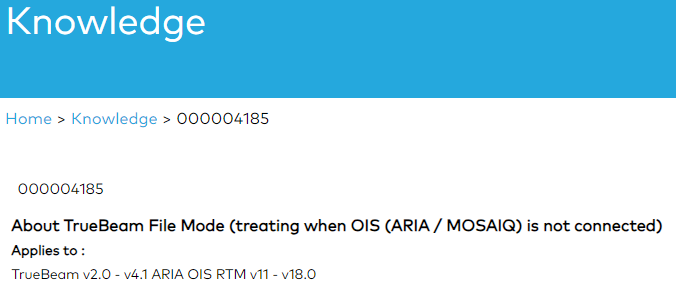 Knowledge
Home > Knowledge > 000004185
000004185
About TrueBeam File Mode (treating when OIS (ARIA / MOSAIQ) is not connected)
Applies to :
TrueBeam v2.0 - v4.1 ARIA OIS RTM v11 - v18.0